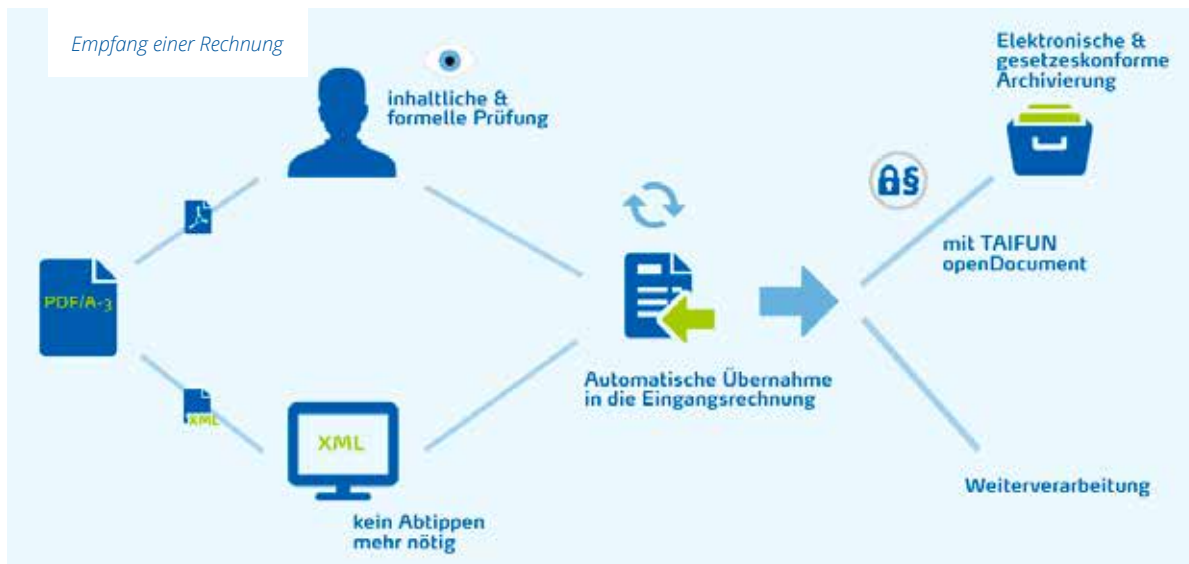 Empfang einer Rechnung
inhaltliche &
formelle Prüfung
PDF/A-3
XML
XML
kein Abtippen
mehr nötig
Automatische Übernahme
in die Eingangsrechnung
§
Elektronische &
gesetzeskonforme
Archivierung
mit TAIFUN
openDocument
Weiterverarbeitung